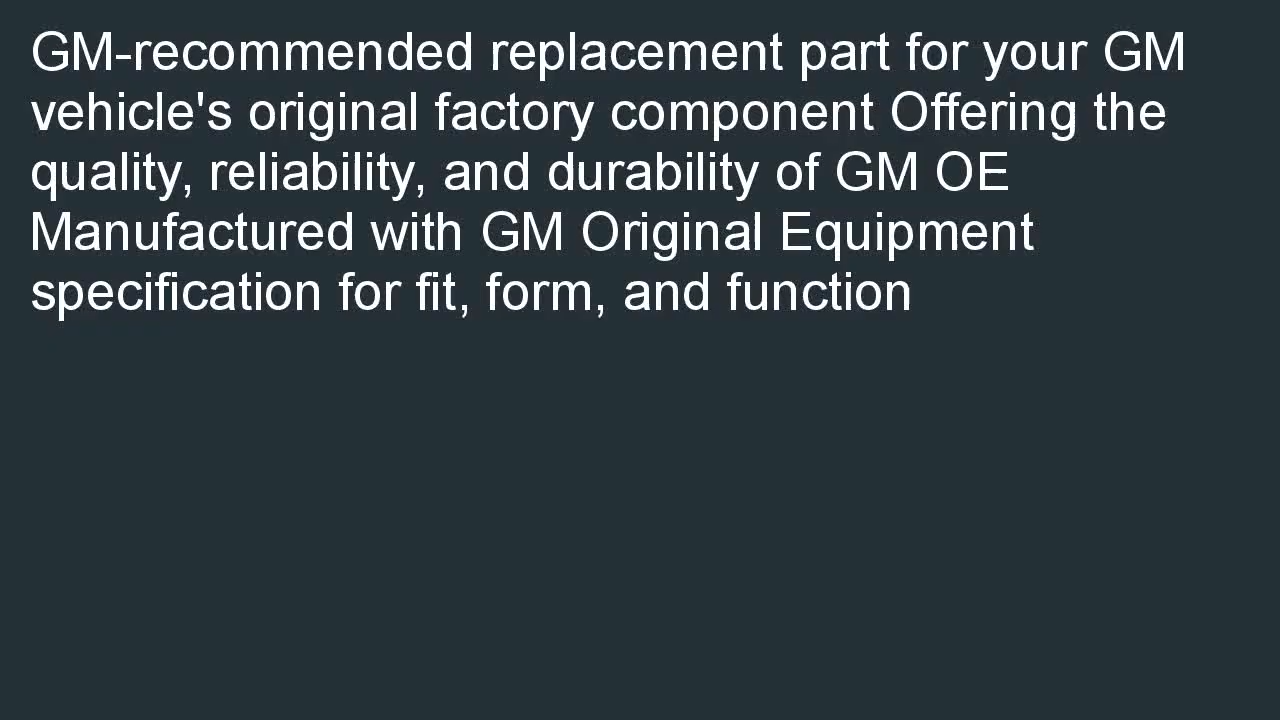 GM-recommended replacement part for your GM
vehicle's original factory component Offering the
quality, reliability, and durability of GM OE
Manufactured with GM Original Equipment
specification for fit, form, and function